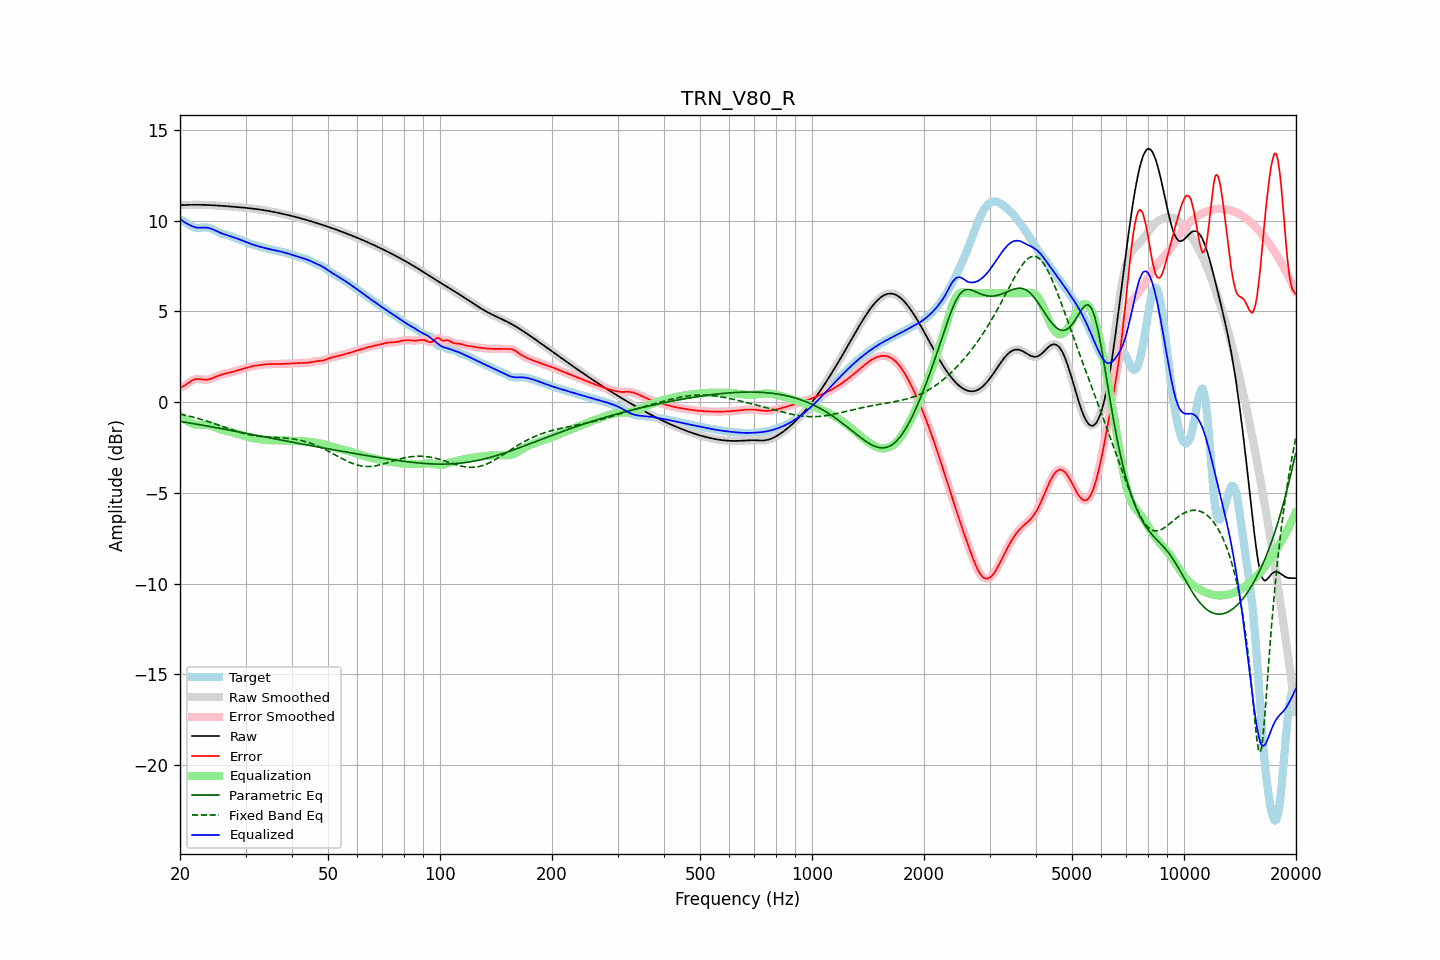 TRN_V80_R
15
10
5
0
−5
−10
−15
−20
Amplitude (dBr)
Target
Raw Smoothed
Error Smoothed
Raw
Error
Equalization
Parametric Eq
Fixed Band Eq
Equalized
20 50 100 200 500 1000 2000 5000 10000 20000
Frequency (Hz)